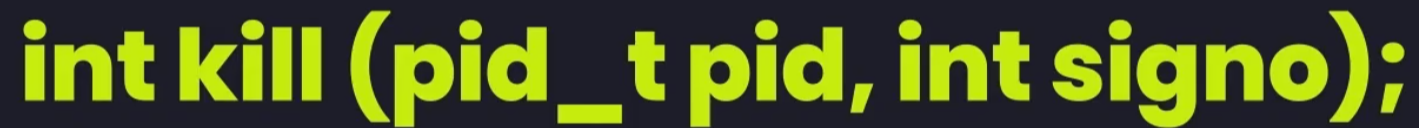 int kill (pid_t pid, int signo);